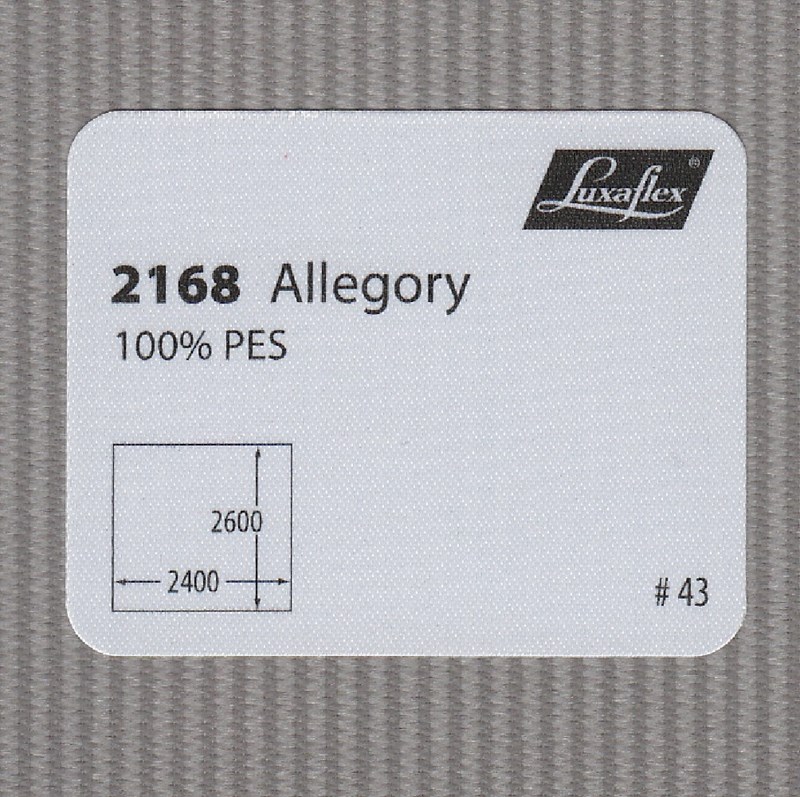 Luxaflex®
2168 Allegory
100% PES
2600
2400
# 43